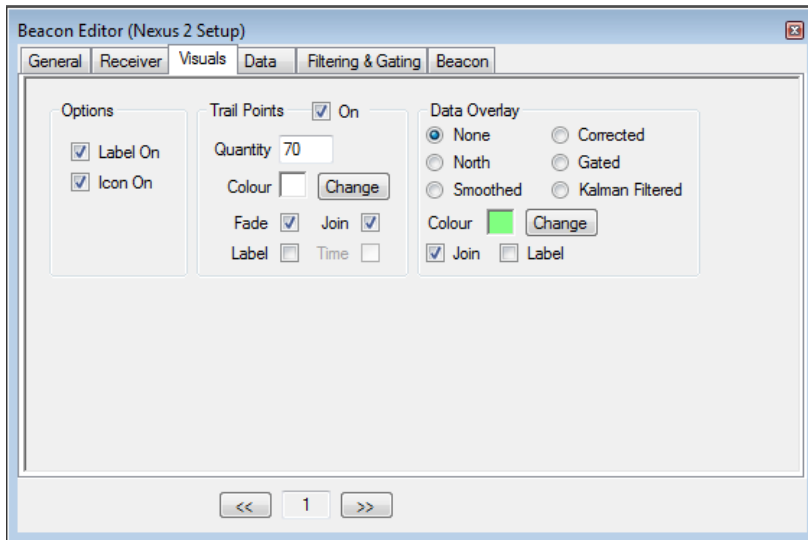 Beacon Editor (Nexus 2 Setup)
General Receiver Visuals Data Filtering & Gating Beacon
Options
Label On
Icon On
Trail Points On
Quantity 70
Colour Change
Fade Join
Label Time
Data Overlay
None Corrected
North Gated
Smoothed Kalman Filtered
Colour Change
Join Label
<< 1 >>